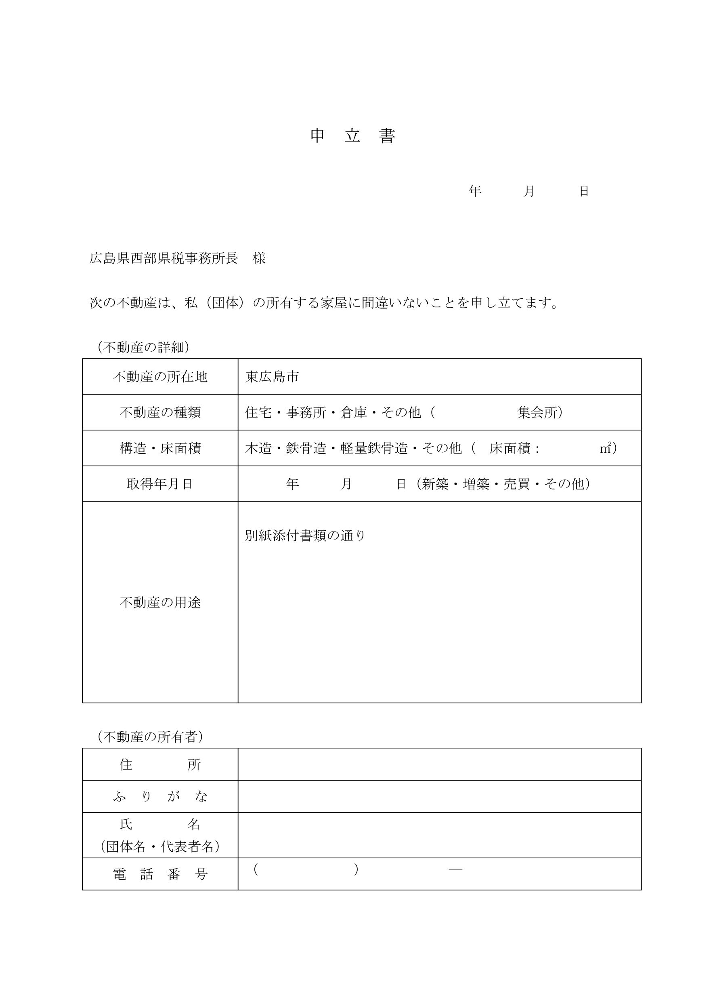 申　立　書
年　　　月　　　日
広島県西部県税事務所長　様
次の不動産は、私（団体）の所有する家屋に間違いないことを申し立てます。
（不動産の詳細）
不動産の所在地　東広島市
不動産の種類　住宅・事務所・倉庫・その他（　　　　　　集会所）
構造・床面積　木造・鉄骨造・軽量鉄骨造・その他（　床面積：　　　　㎡）
取得年月日　　　　年　　　月　　　日（新築・増築・売買・その他）
別紙添付書類の通り
不動産の用途
（不動産の所有者）
住　　　　所
ふ　り　が　な
氏　　　　名
（団体名・代表者名）
電　話　番　号　（　　　　　　　）　　　　　　―